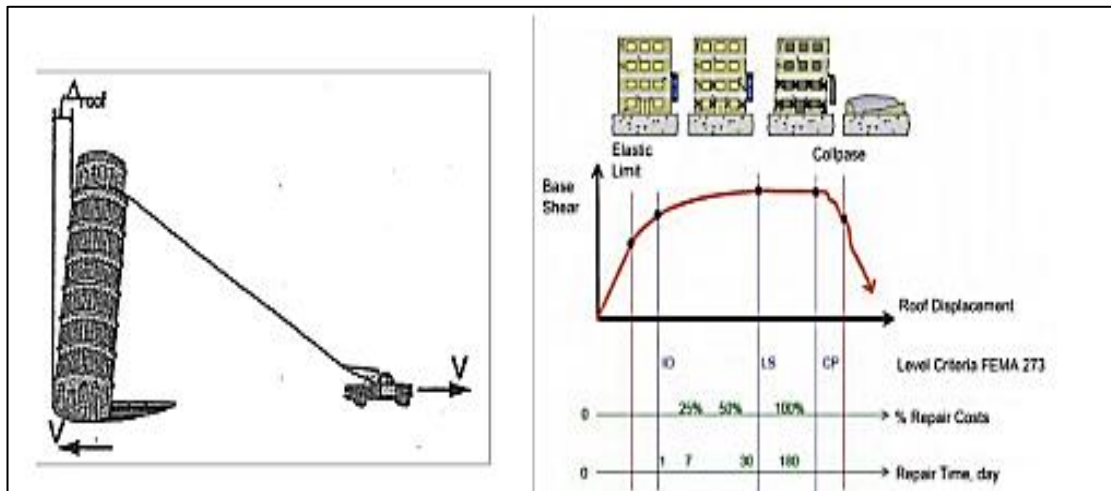 Δroof
V
V
Elastic
Limit
Collpase
Base
Shear
Roof Displacement
IO
LS
CP
Level Criteria FEMA 273
0
25%
50%
100%
% Repair Costs
0
1
7
30
180
Repair Time, day